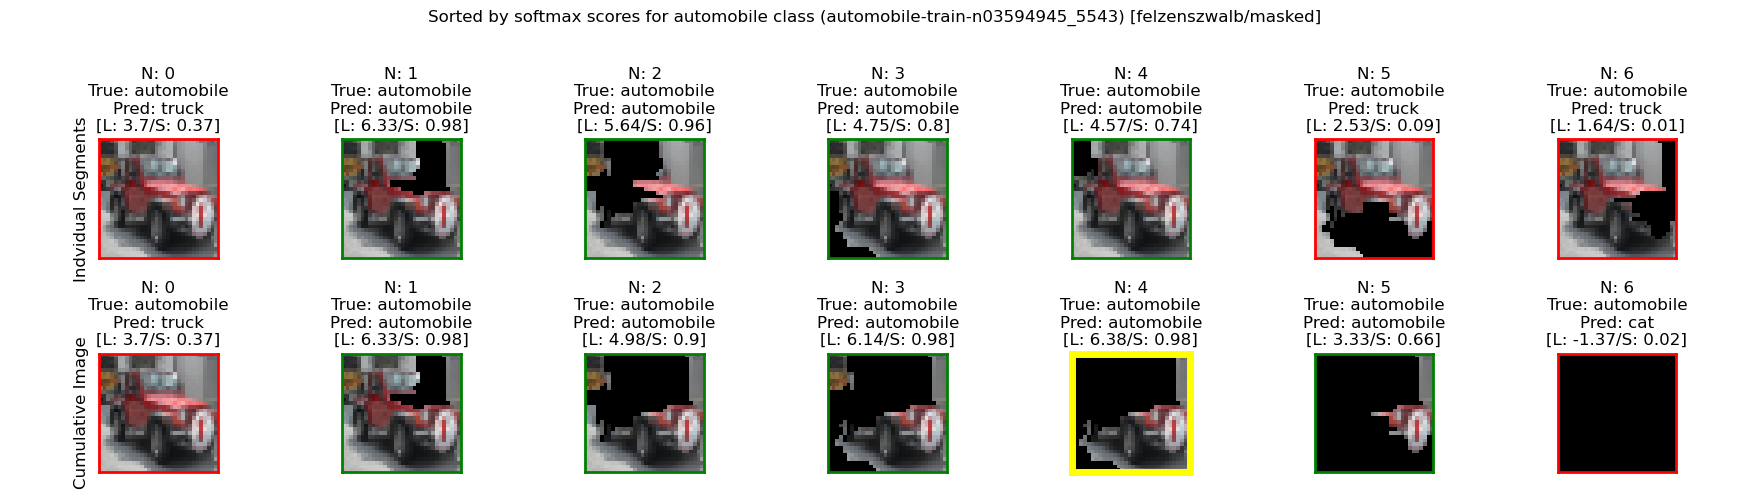 Sorted by softmax scores for automobile class (automobile-train-n03594945_5543) [felzenszwalb/masked]
Indvidual Segments
N: 0
True: automobile
Pred: truck
[L: 3.7/S: 0.37]
N: 1
True: automobile
Pred: automobile
[L: 6.33/S: 0.98]
N: 2
True: automobile
Pred: automobile
[L: 5.64/S: 0.96]
N: 3
True: automobile
Pred: automobile
[L: 4.75/S: 0.8]
N: 4
True: automobile
Pred: automobile
[L: 4.57/S: 0.74]
N: 5
True: automobile
Pred: truck
[L: 2.53/S: 0.09]
N: 6
True: automobile
Pred: truck
[L: 1.64/S: 0.01]
Cumulative Image
N: 0
True: automobile
Pred: truck
[L: 3.7/S: 0.37]
N: 1
True: automobile
Pred: automobile
[L: 6.33/S: 0.98]
N: 2
True: automobile
Pred: automobile
[L: 4.98/S: 0.9]
N: 3
True: automobile
Pred: automobile
[L: 6.14/S: 0.98]
N: 4
True: automobile
Pred: automobile
[L: 6.38/S: 0.98]
N: 5
True: automobile
Pred: automobile
[L: 3.33/S: 0.66]
N: 6
True: automobile
Pred: cat
[L: -1.37/S: 0.02]